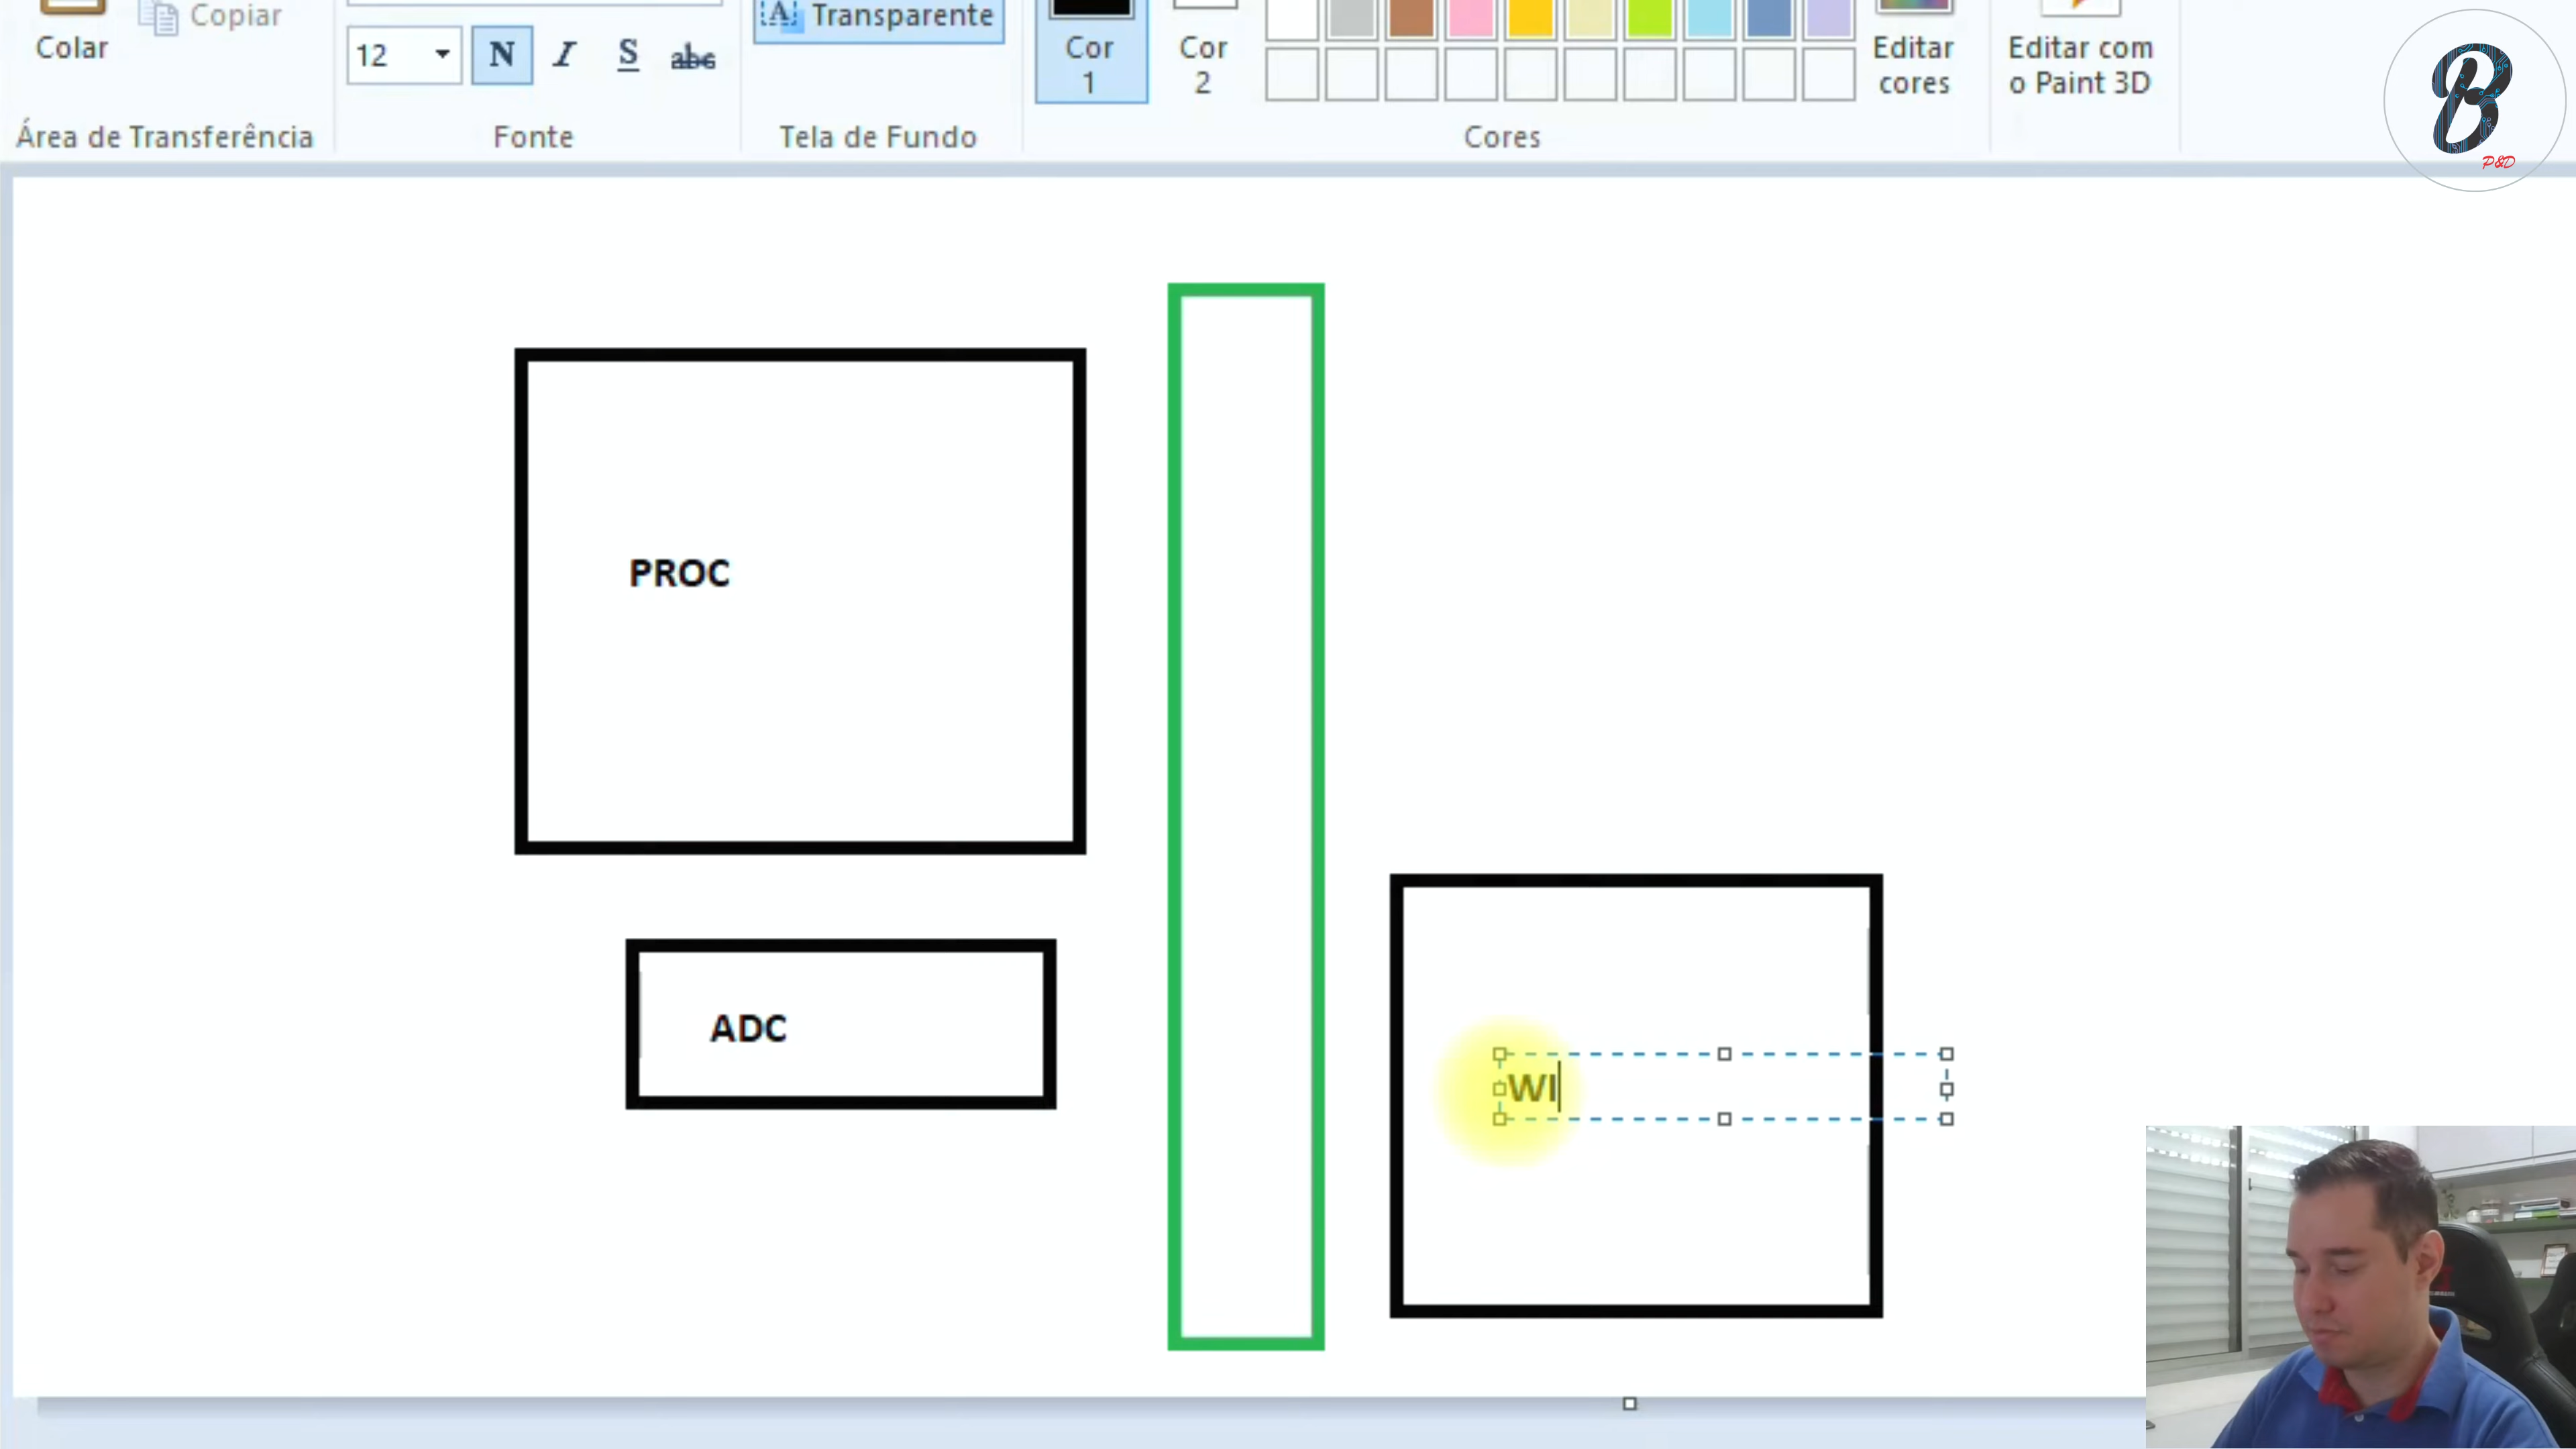 Colar
Copiar
12
N I S abc
Transparente
Cor
1
Cor
2
Editar
cores
Editar com
o Paint 3D
Área de Transferência
Fonte
Tela de Fundo
Cores
B
P&D
PROC
ADC
WI